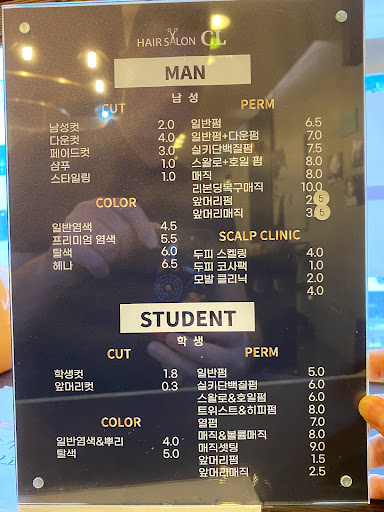 HAIR SALON CL
MAN
남성
CUT
남성컷 2.0
다운컷 4.0
페이드컷 3.0
샴푸 1.0
스타일링 1.0
COLOR
일반염색 4.5
프리미엄 염색 5.5
탈색 6.0
헤나 6.5
PERM
일반펌 6.5
일반펌+다운펌 7.0
실키단백질펌 7.5
스왈로+호일 펌 8.0
매직 8.0
리본딩복구매직 10.0
앞머리펌 2.5
앞머리매직 3.5
SCALP CLINIC
두피 스켈링 4.0
두피 코사팩 1.0
모발 클리닉 2.0
4.0
STUDENT
학생
CUT
학생컷 1.8
앞머리컷 0.3
COLOR
일반염색&뿌리 4.0
탈색 5.0
PERM
일반펌 5.0
실키단백질펌 6.0
스왈로&호일펌 6.0
트위스트&히피펌 8.0
열펌 7.0
매직&볼륨매직 8.0
매직셋팅 9.0
앞머리펌 1.5
앞머리매직 2.5